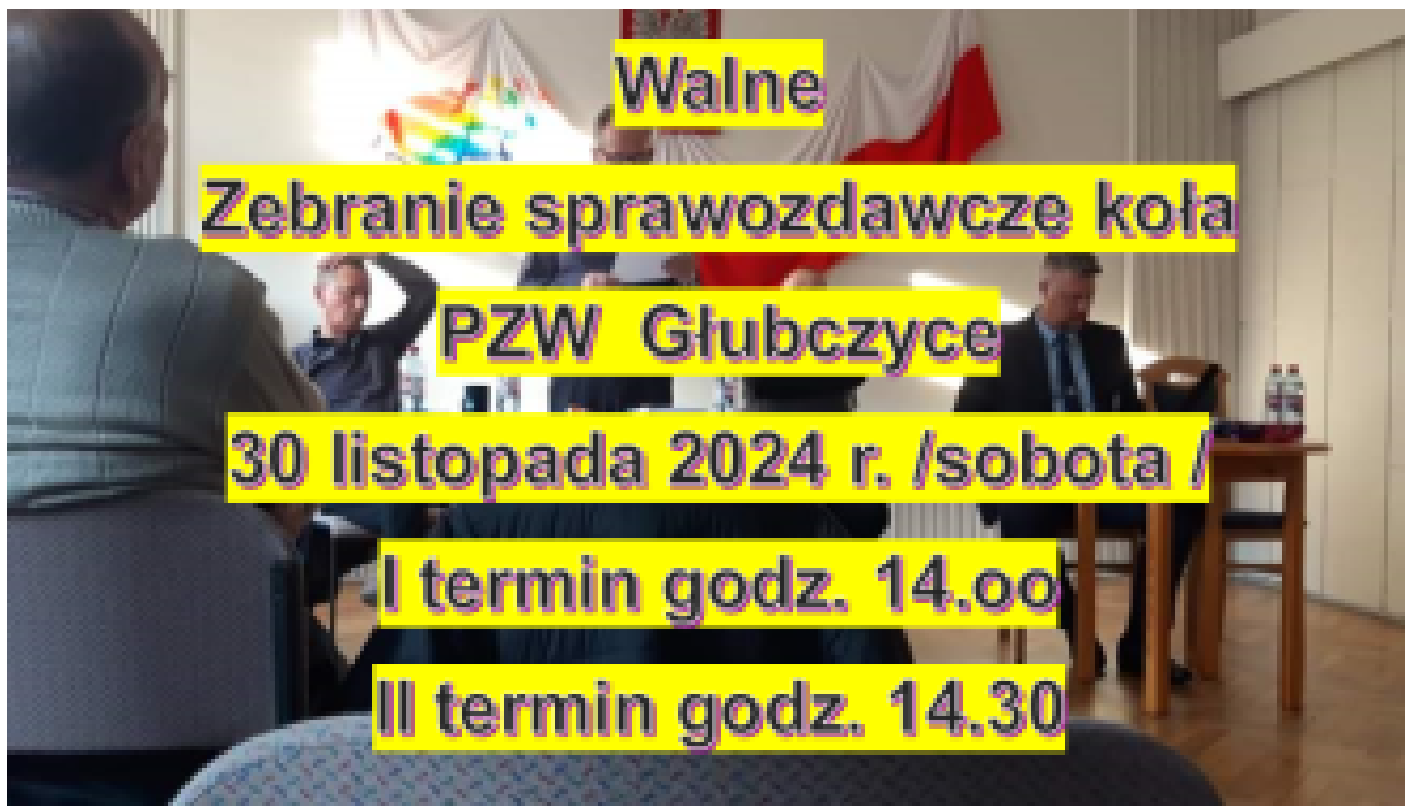 Walne
Zebranie sprawozdawcze koła
PZW Głubczyce
30 listopada 2024 r. /sobota /
I termin godz. 14.oo
II termin godz. 14.30